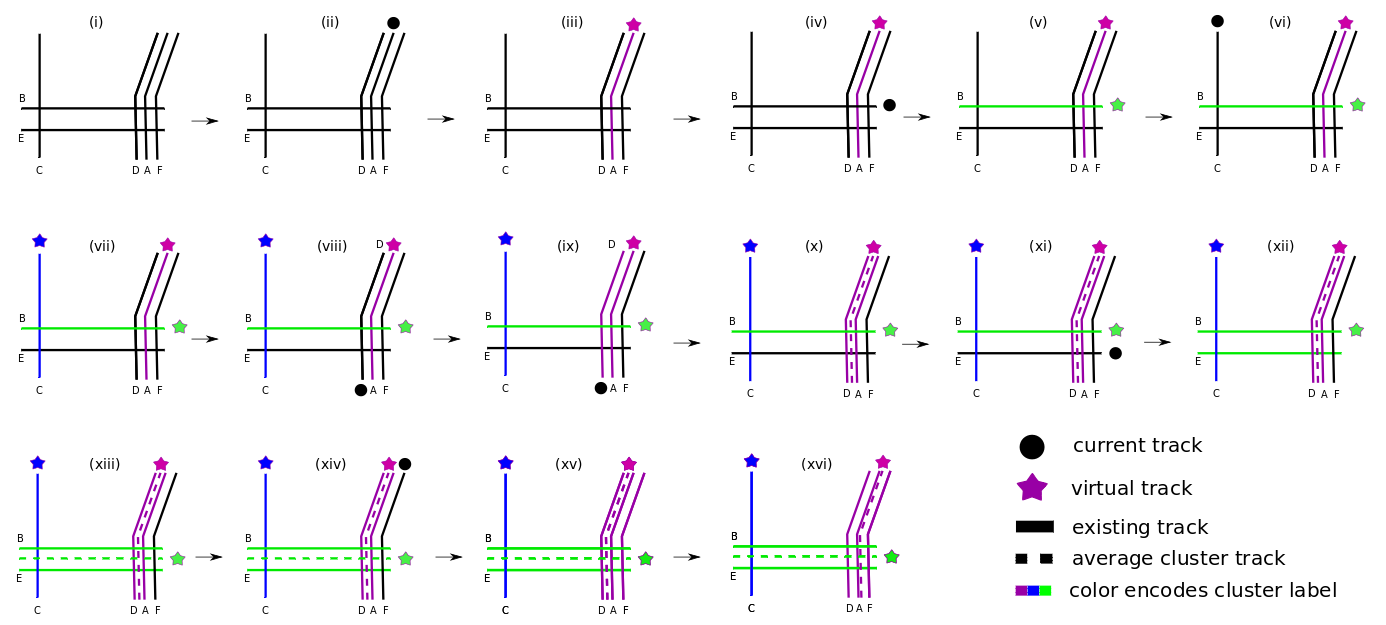 (i) (ii) (iii) (iv) (v) (vi)
B B B B B B
E E E E E E
C D A F C D A F C D A F C D A F C D A F C D A F
(vii) (viii) D (ix) D (x) (xi) (xii)
B B B B B B
E E E E E E
C D A F C A F C A F C D A F C D A F C D A F
current track
virtual track
existing track
average cluster track
color encodes cluster label
(xiii) (xiv) (xv) (xvi)
B B B B
E E E E
C D A F C D A F C D A F C D A F